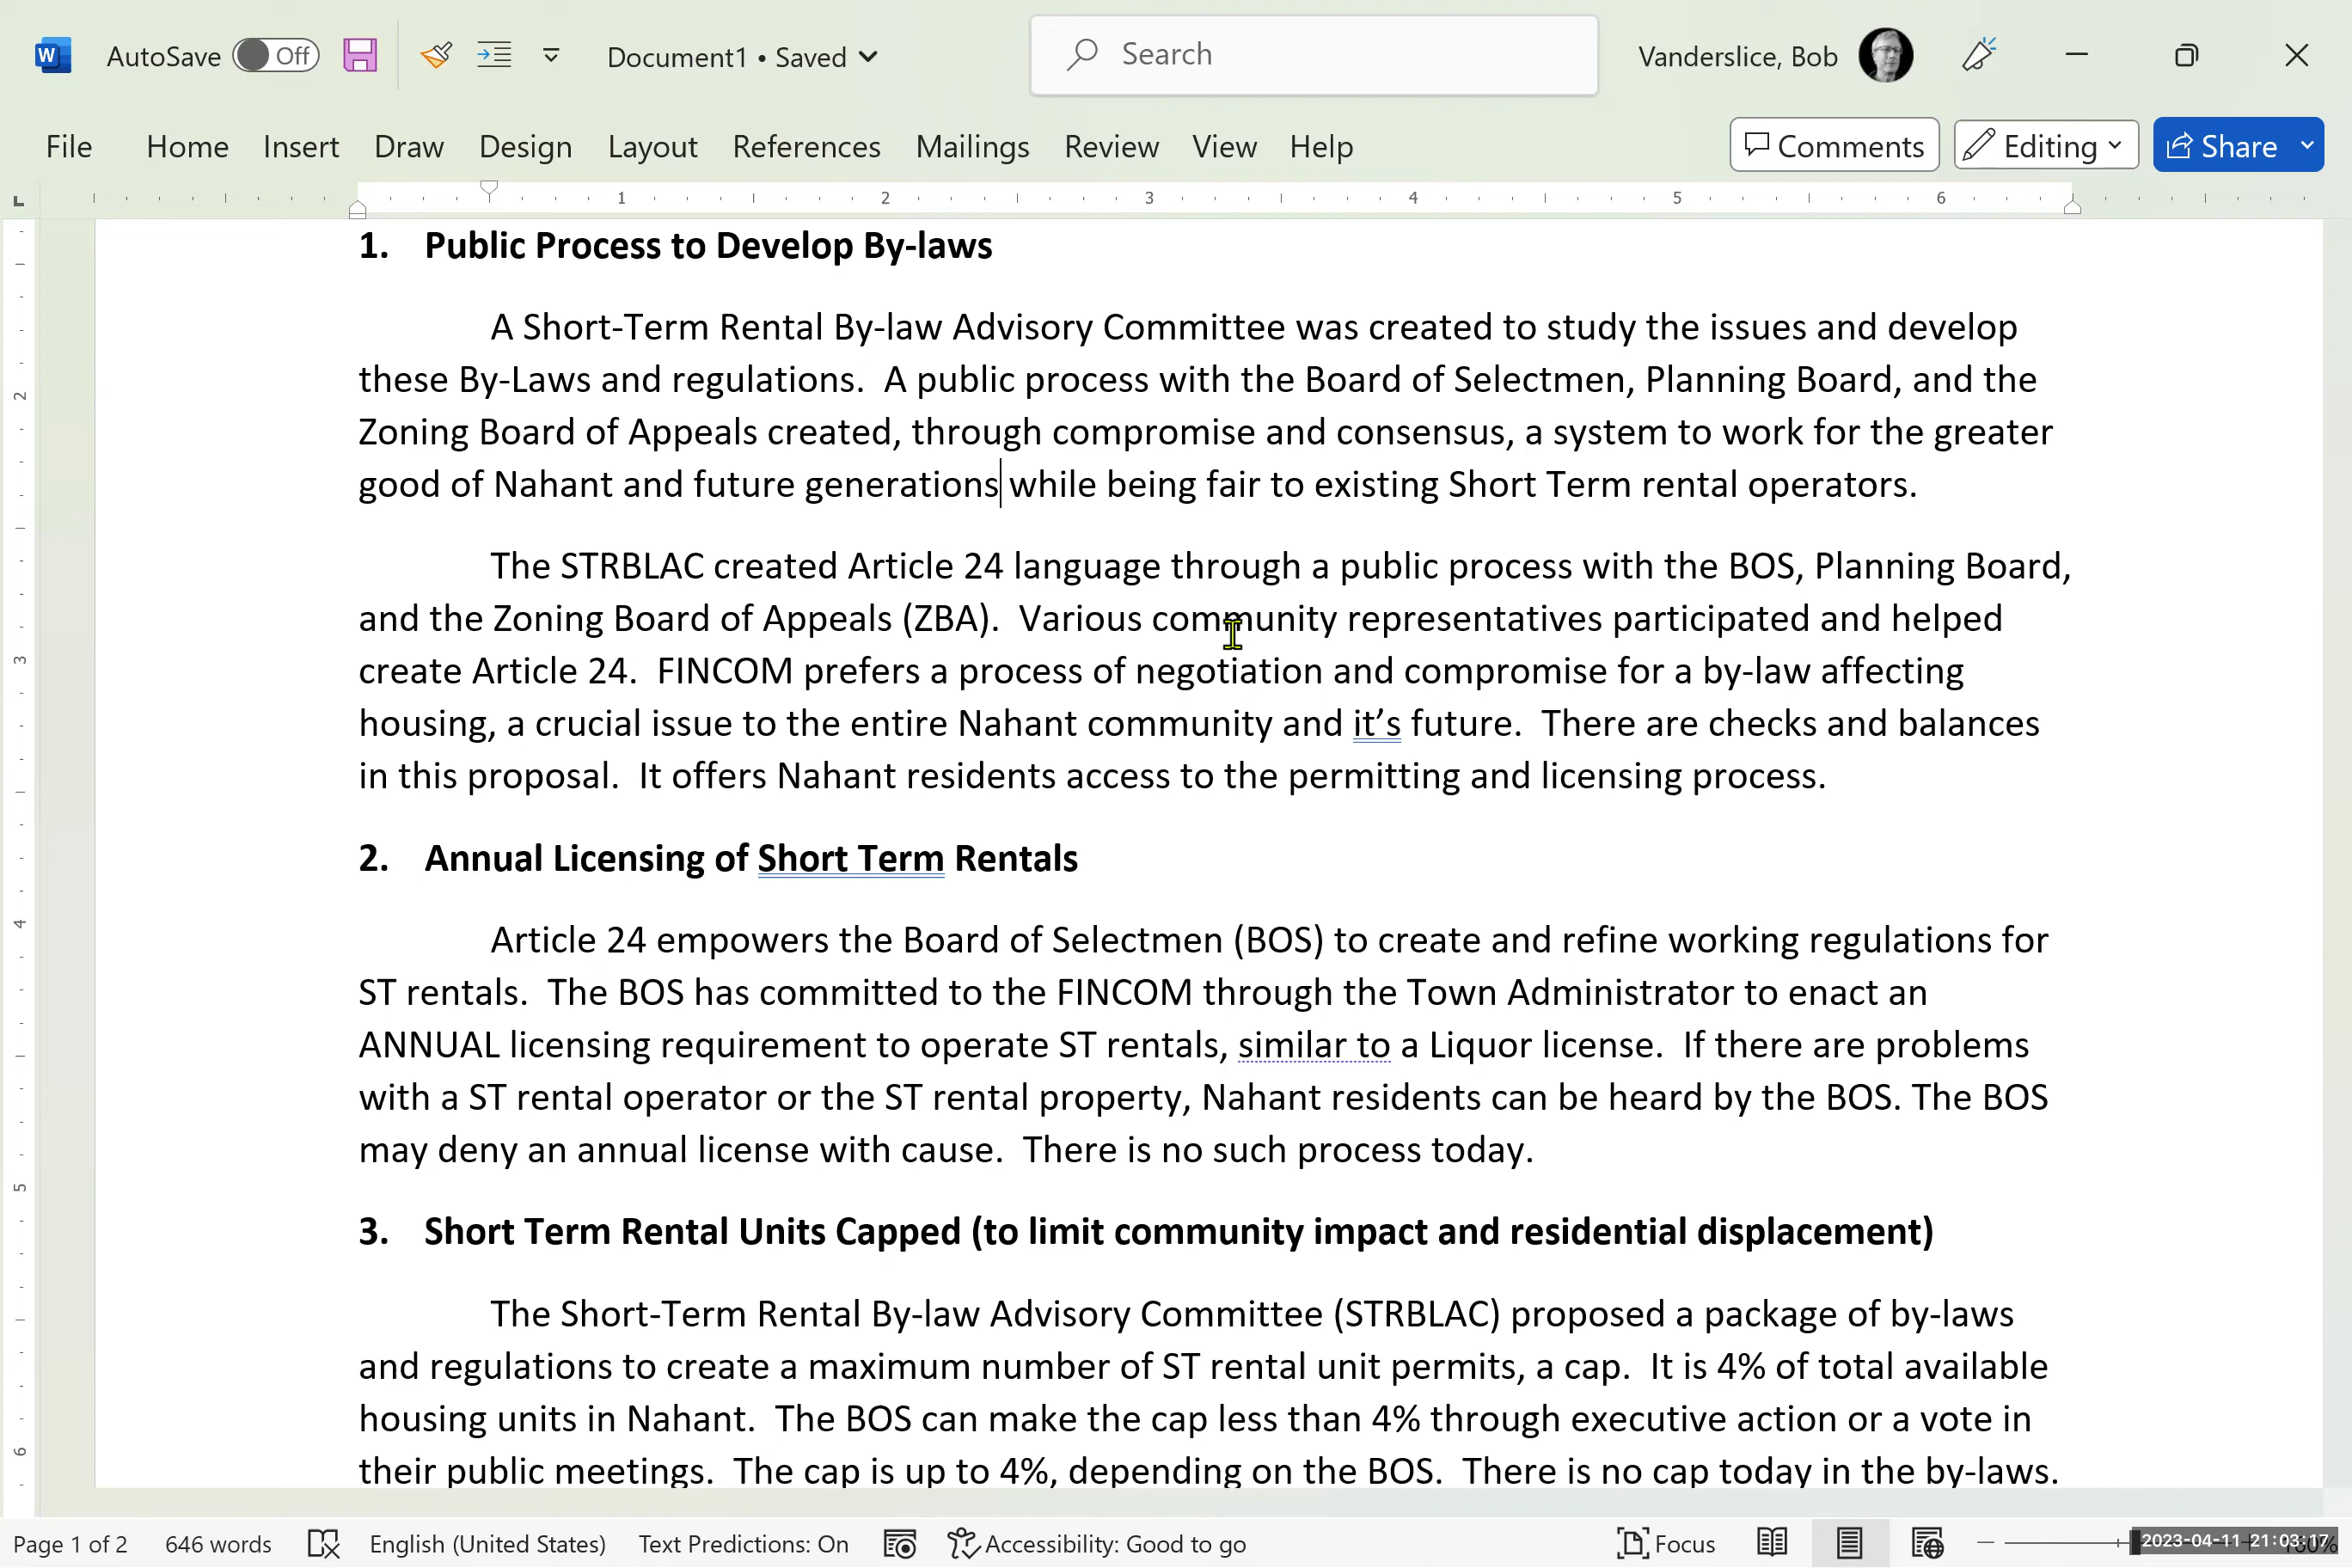 AutoSave Off Document1 • Saved Search Vanderslice, Bob
File Home Insert Draw Design Layout References Mailings Review View Help Comments Editing Share
1 2 3 4 5 6
1. Public Process to Develop By-laws
A Short-Term Rental By-law Advisory Committee was created to study the issues and develop
these By-Laws and regulations.  A public process with the Board of Selectmen, Planning Board, and the
Zoning Board of Appeals created, through compromise and consensus, a system to work for the greater
good of Nahant and future generations while being fair to existing Short Term rental operators.
The STRBLAC created Article 24 language through a public process with the BOS, Planning Board,
and the Zoning Board of Appeals (ZBA).  Various community representatives participated and helped
create Article 24.  FINCOM prefers a process of negotiation and compromise for a by-law affecting
housing, a crucial issue to the entire Nahant community and it’s future.  There are checks and balances
in this proposal.  It offers Nahant residents access to the permitting and licensing process.
2. Annual Licensing of Short Term Rentals
Article 24 empowers the Board of Selectmen (BOS) to create and refine working regulations for
ST rentals.  The BOS has committed to the FINCOM through the Town Administrator to enact an
ANNUAL licensing requirement to operate ST rentals, similar to a Liquor license.  If there are problems
with a ST rental operator or the ST rental property, Nahant residents can be heard by the BOS. The BOS
may deny an annual license with cause.  There is no such process today.
3. Short Term Rental Units Capped (to limit community impact and residential displacement)
The Short-Term Rental By-law Advisory Committee (STRBLAC) proposed a package of by-laws
and regulations to create a maximum number of ST rental unit permits, a cap.  It is 4% of total available
housing units in Nahant.  The BOS can make the cap less than 4% through executive action or a vote in
their public meetings.  The cap is up to 4%, depending on the BOS.  There is no cap today in the by-laws.
2
3
4
5
6
Page 1 of 2 646 words English (United States) Text Predictions: On Accessibility: Good to go Focus 2023-04-11 21:03:17